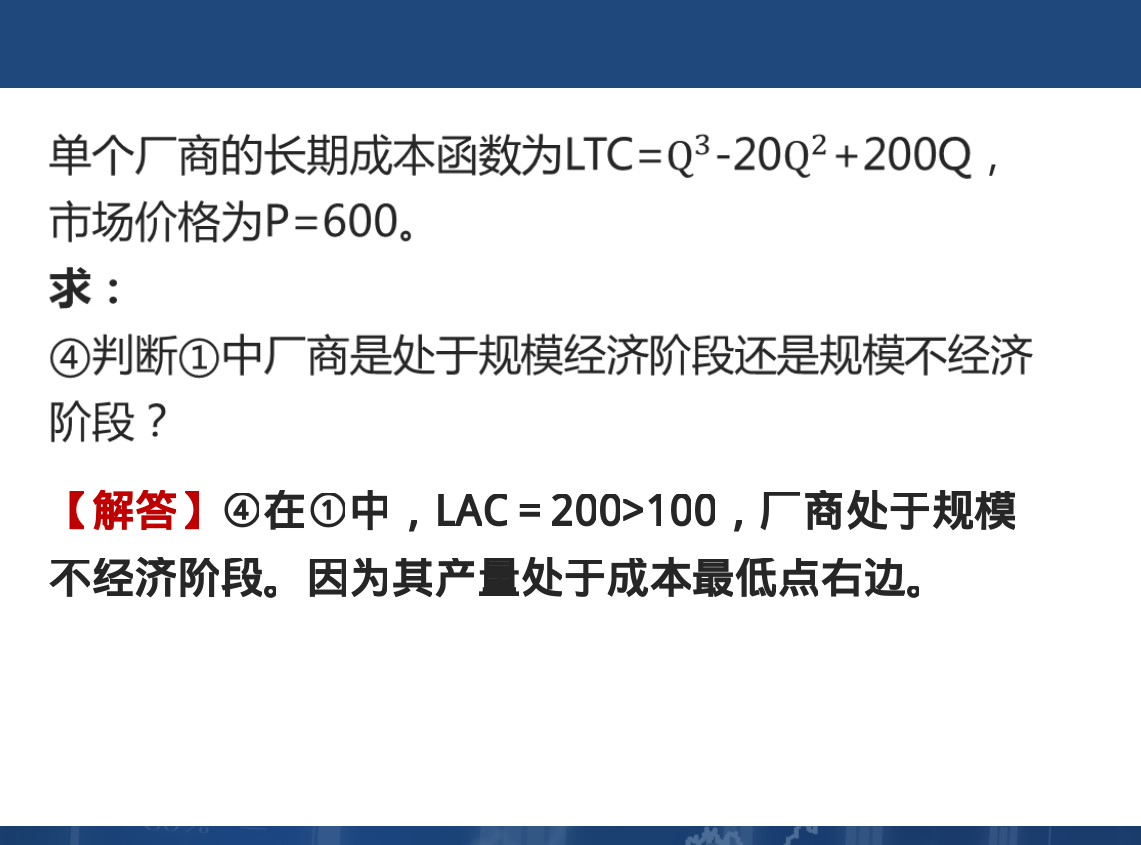 单个厂商的长期成本函数为LTC=Q³-20Q²+200Q，
市场价格为P=600。
求：
④判断①中厂商是处于规模经济阶段还是规模不经济
阶段？
【解答】④在①中，LAC = 200>100，厂商处于规模
不经济阶段。因为其产量处于成本最低点右边。